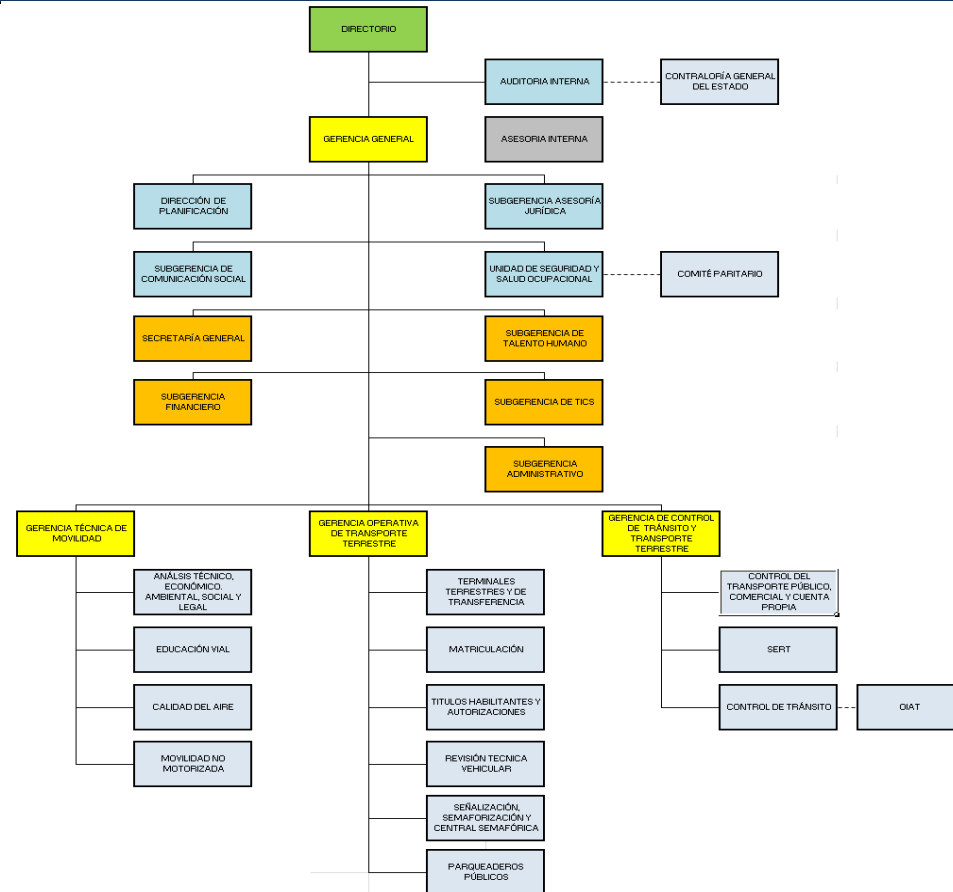 DIRECTORIO
AUDITORIA INTERNA
CONTRALORÍA GENERAL
DEL ESTADO
GERENCIA GENERAL
ASESORIA INTERNA
DIRECCIÓN DE
PLANIFICACIÓN
SUBGERENCIA ASESORÍA
JURÍDICA
SUBGERENCIA DE
COMUNICACIÓN SOCIAL
UNIDAD DE SEGURIDAD Y
SALUD OCUPACIONAL
COMITÉ PARITARIO
SECRETARÍA GENERAL
SUBGERENCIA DE
TALENTO HUMANO
SUBGERENCIA
FINANCIERO
SUBGERENCIA DE TICS
SUBGERENCIA
ADMINISTRATIVO
GERENCIA TÉCNICA DE
MOVILIDAD
GERENCIA OPERATIVA
DE TRANSPORTE
TERRESTRE
GERENCIA DE CONTROL
DE TRÁNSITO Y
TRANSPORTE
TERRESTRE
ANÁLSIS TÉCNICO,
ECONÓMICO.
AMBIENTAL, SOCIAL Y
LEGAL
EDUCACIÓN VIAL
CALIDAD DEL AIRE
MOVILIDAD NO
MOTORIZADA
TERMINALES
TERRESTRES Y DE
TRANSFERENCIA
MATRICULACIÓN
TITULOS HABILITANTES Y
AUTORIZACIONES
REVISIÓN TECNICA
VEHICULAR
SEÑALIZACIÓN,
SEMAFORIZACIÓN Y
CENTRAL SEMAFÓRICA
PARQUEADEROS
PÚBLICOS
CONTROL DEL
TRANSPORTE PÚBLICO,
COMERCIAL Y CUENTA
PROPIA
SERT
CONTROL DE TRÁNSITO
OIAT